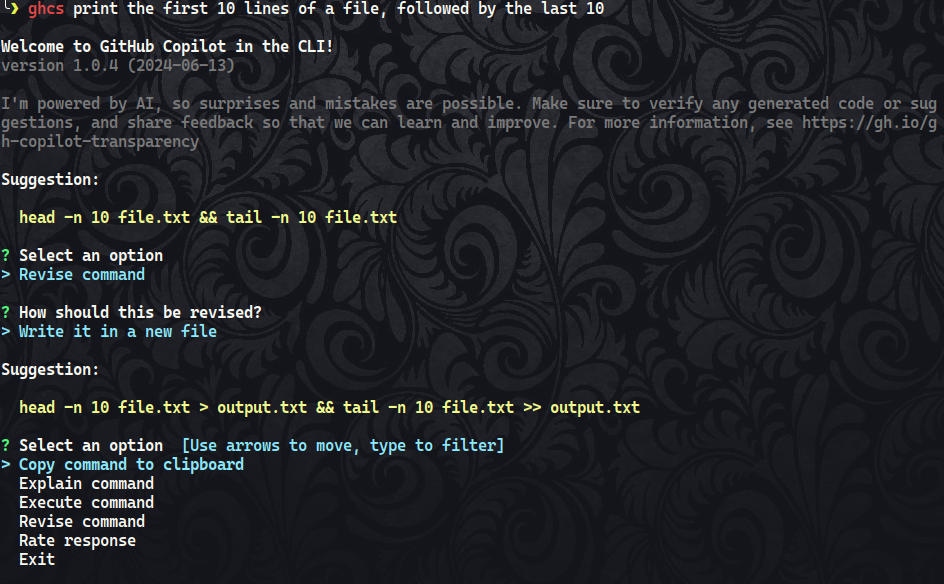 ❯ ghcs print the first 10 lines of a file, followed by the last 10
Welcome to GitHub Copilot in the CLI!
version 1.0.4 (2024-06-13)
I'm powered by AI, so surprises and mistakes are possible. Make sure to verify any generated code or sug
gestions, and share feedback so that we can learn and improve. For more information, see https://gh.io/g
h-copilot-transparency
Suggestion:
head -n 10 file.txt && tail -n 10 file.txt
? Select an option
> Revise command
? How should this be revised?
> Write it in a new file
Suggestion:
head -n 10 file.txt > output.txt && tail -n 10 file.txt >> output.txt
? Select an option [Use arrows to move, type to filter]
> Copy command to clipboard
Explain command
Execute command
Revise command
Rate response
Exit